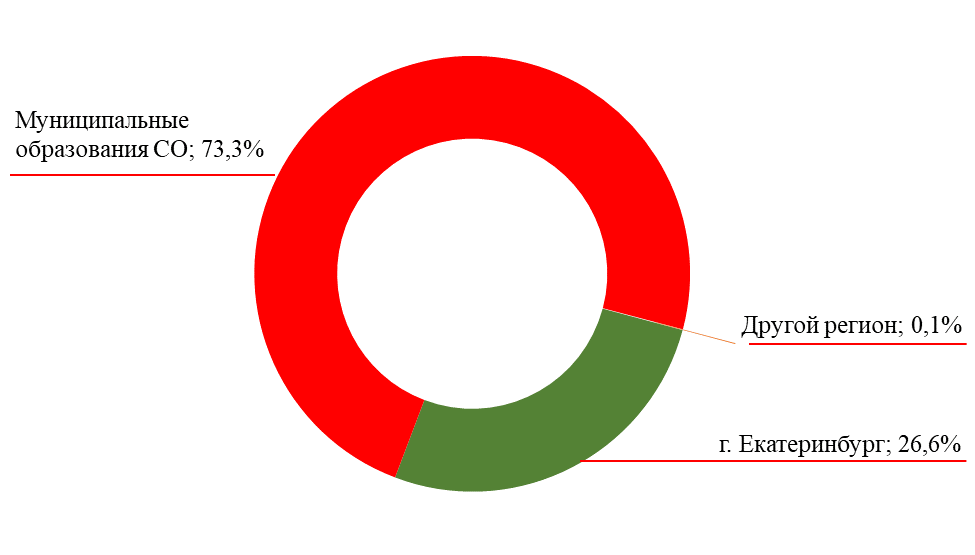 Муниципальные
образования СО; 73,3%
Другой регион; 0,1%
г. Екатеринбург; 26,6%